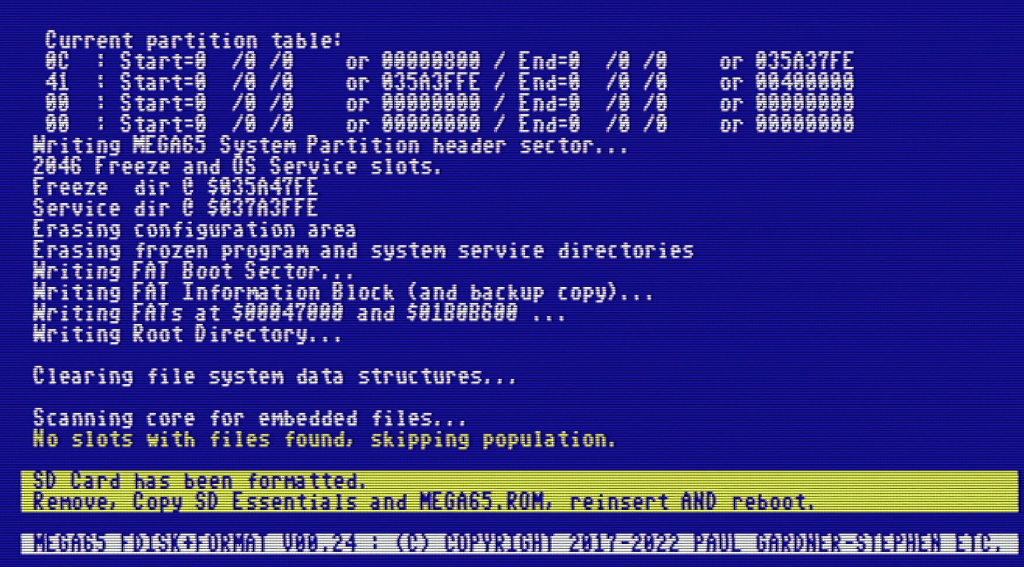 Current partition table:
0C : Start=0 /0 /0 or 00000800 / End=0 /0 /0 or 035A37FE
41 : Start=0 /0 /0 or 035A3FFE / End=0 /0 /0 or 00400000
00 : Start=0 /0 /0 or 00000000 / End=0 /0 /0 or 00000000
00 : Start=0 /0 /0 or 00000000 / End=0 /0 /0 or 00000000
Writing MEGA65 System Partition header sector...
2046 Freeze and OS Service slots.
Freeze dir @ $035A47FE
Service dir @ $037A3FFE
Erasing configuration area
Erasing frozen program and system service directories
Writing FAT Boot Sector...
Writing FAT Information Block (and backup copy)...
Writing FATs at $00047000 and $01B0B600 ...
Writing Root Directory...
Clearing file system data structures...
Scanning core for embedded files...
No slots with files found, skipping population.
SD Card has been formatted.
Remove, Copy SD Essentials and MEGA65.ROM, reinsert AND reboot.
MEGA65 FDISK+FORMAT V00.24 : (C) COPYRIGHT 2017-2022 PAUL GARDNER-STEPHEN ETC.